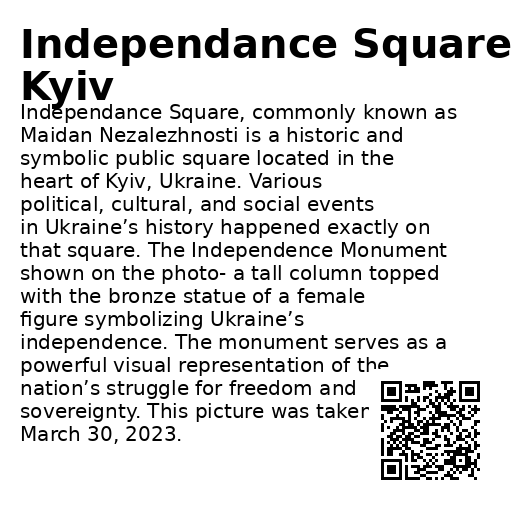 Independance Square
Kyiv
Independance Square, commonly known as
Maidan Nezalezhnosti is a historic and
symbolic public square located in the
heart of Kyiv, Ukraine. Various
political, cultural, and social events
in Ukraine’s history happened exactly on
that square. The Independence Monument
shown on the photo- a tall column topped
with the bronze statue of a female
figure symbolizing Ukraine’s
independence. The monument serves as a
powerful visual representation of the
nation’s struggle for freedom and
sovereignty. This picture was taken
March 30, 2023.